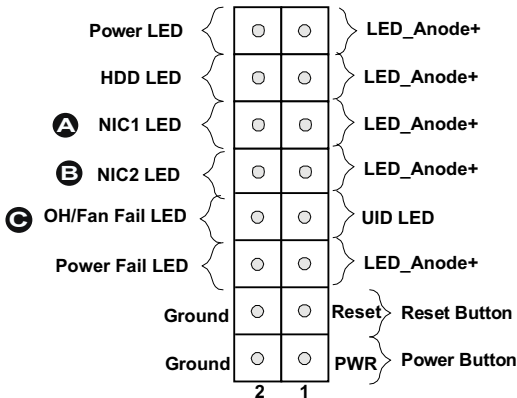 Power LED LED_Anode+
HDD LED LED_Anode+
A NIC1 LED LED_Anode+
B NIC2 LED LED_Anode+
C OH/Fan Fail LED UID LED
Power Fail LED LED_Anode+
Ground Reset Reset Button
Ground PWR Power Button
2 1